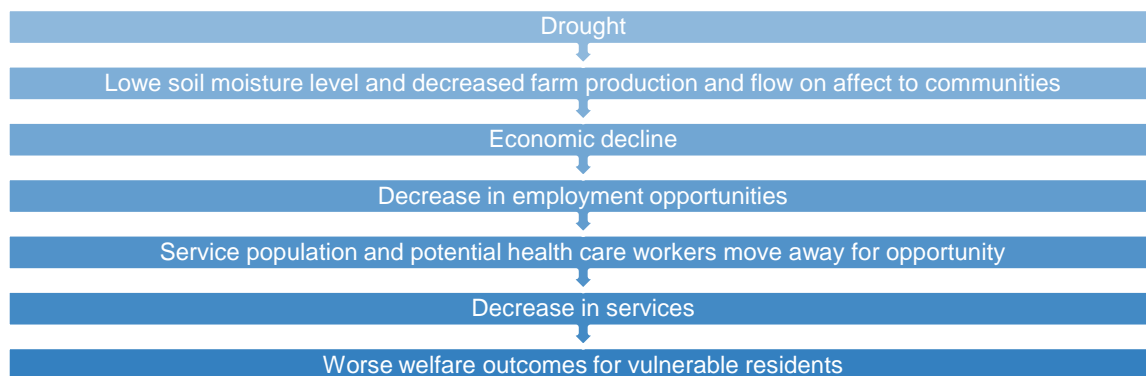 Drought
Lowe soil moisture level and decreased farm production and flow on affect to communities
Economic decline
Decrease in employment opportunities
Service population and potential health care workers move away for opportunity
Decrease in services
Worse welfare outcomes for vulnerable residents